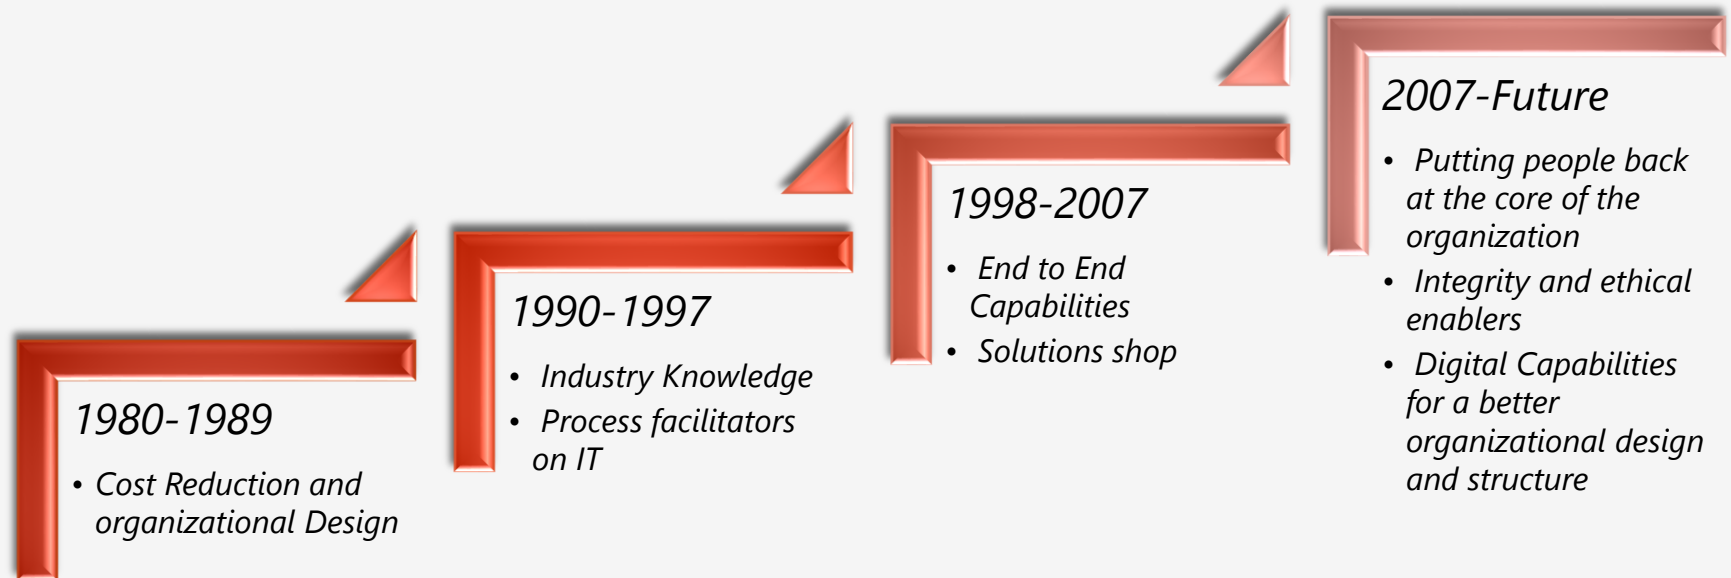 1980-1989
• Cost Reduction and
organizational Design
1990-1997
• Industry Knowledge
• Process facilitators
on IT
1998-2007
• End to End
Capabilities
• Solutions shop
2007-Future
• Putting people back
at the core of the
organization
• Integrity and ethical
enablers
• Digital Capabilities
for a better
organizational design
and structure